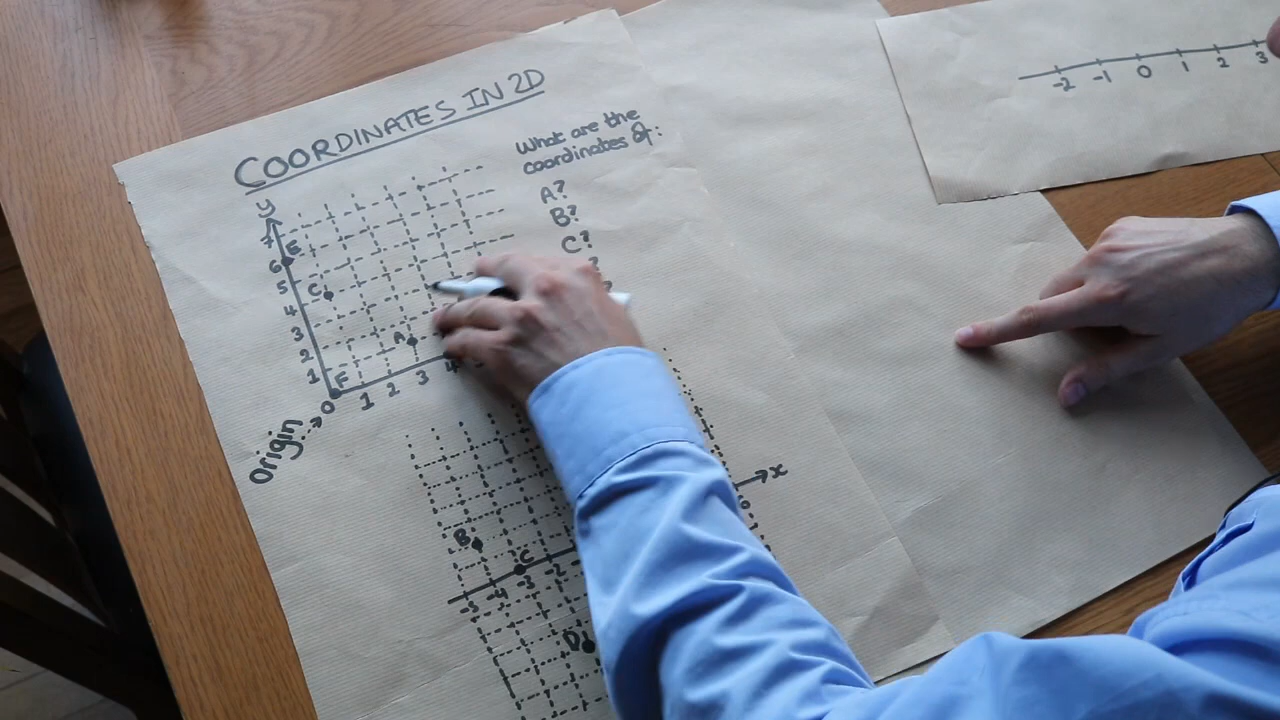 COORDINATES IN 2D
What are the
coordinates of:
A?
B?
C?
?
y
7
6 E
5 C
4
3
2 A
1 F
0 1 2 3 4
Origin
-2 -1 0 1 2 3
x
B
C
-5 -4 -3 -2
D